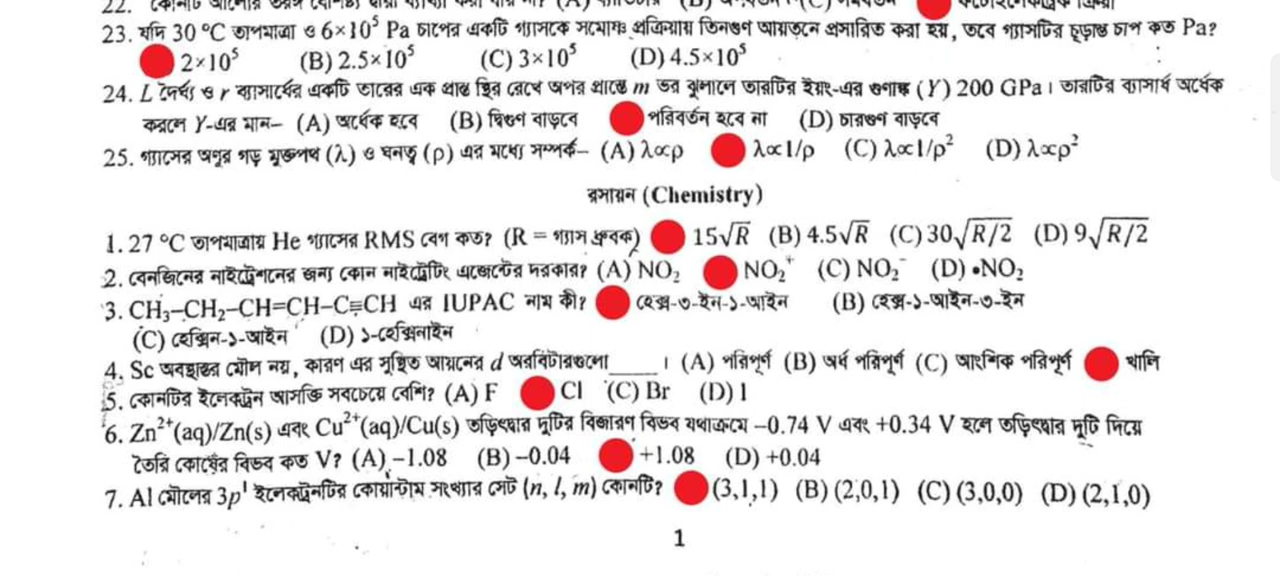 23. যদি 30 °C তাপমাত্রা ও 6×10⁵ Pa চাপের একটি গ্যাসকে সমোষ্ণ প্রক্রিয়ায় তিনগুণ আয়তনে প্রসারিত করা হয়, তবে গ্যাসটির চূড়ান্ত চাপ কত Pa?
2×10⁵ (B) 2.5×10⁵ (C) 3×10⁵ (D) 4.5×10⁵
24. L দৈর্ঘ্য ও r ব্যাসার্ধের একটি তারের এক প্রান্ত স্থির রেখে অপর প্রান্তে m ভর ঝুলালে তারটির ইয়ং-এর গুণাঙ্ক (Y) 200 GPa। তারটির ব্যাসার্ধ অর্ধেক
করলে Y-এর মান– (A) অর্ধেক হবে (B) দ্বিগুণ বাড়বে পরিবর্তন হবে না (D) চারগুণ বাড়বে
25. গ্যাসের অণুর গড় মুক্তপথ (λ) ও ঘনত্ব (ρ) এর মধ্যে সম্পর্ক– (A) λ∝ρ λ∝1/ρ (C) λ∝1/ρ² (D) λ∝ρ²
রসায়ন (Chemistry)
1. 27 °C তাপমাত্রায় He গ্যাসের RMS বেগ কত? (R = গ্যাস ধ্রুবক) 15√R (B) 4.5√R (C) 30√R/2 (D) 9√R/2
2. বেনজিনের নাইট্রেশনের জন্য কোন নাইট্রেটিং এজেন্টের দরকার? (A) NO₂ NO₂⁺ (C) NO₂⁻ (D) •NO₂
3. CH₃–CH₂–CH=CH–C≡CH এর IUPAC নাম কী? হেক্স-৩-ইন-১-আইন (B) হেক্স-১-আইন-৩-ইন
(C) হেক্সিন-১-আইন (D) ১-হেক্সিনাইন
4. Sc অবস্থান্তর মৌল নয়, কারণ এর সুস্থিত আয়নের d অরবিটালগুলো____। (A) পরিপূর্ণ (B) অর্ধ পরিপূর্ণ (C) আংশিক পরিপূর্ণ খালি
5. কোনটির ইলেকট্রন আসক্তি সবচেয়ে বেশি? (A) F Cl (C) Br (D) I
6. Zn²⁺(aq)/Zn(s) এবং Cu²⁺(aq)/Cu(s) তড়িৎদ্বার দুটির বিজারণ বিভব যথাক্রমে –0.74 V এবং +0.34 V হলে তড়িৎদ্বার দুটি দিয়ে
তৈরি কোষের বিভব কত V? (A) –1.08 (B) –0.04 +1.08 (D) +0.04
7. Al মৌলের 3p¹ ইলেকট্রনটির কোয়ান্টাম সংখ্যার সেট (n, l, m) কোনটি? (3,1,1) (B) (2,0,1) (C) (3,0,0) (D) (2,1,0)
1